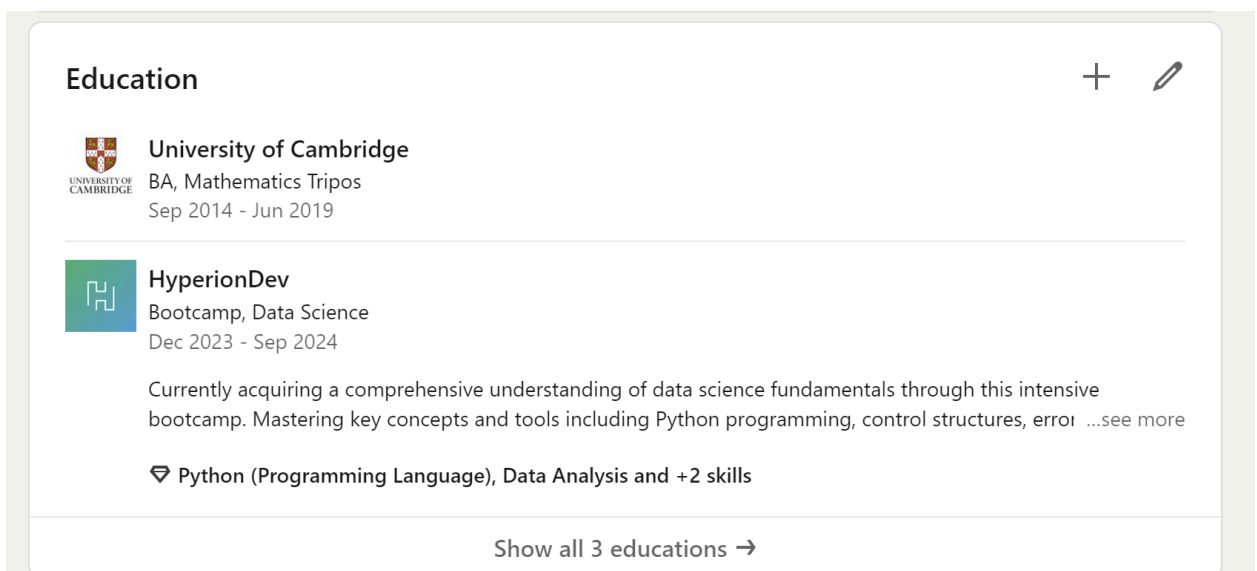 Education
University of Cambridge
UNIVERSITY OF
CAMBRIDGE
BA, Mathematics Tripos
Sep 2014 - Jun 2019
HyperionDev
Bootcamp, Data Science
Dec 2023 - Sep 2024
Currently acquiring a comprehensive understanding of data science fundamentals through this intensive
bootcamp. Mastering key concepts and tools including Python programming, control structures, error ...see more
Python (Programming Language), Data Analysis and +2 skills
Show all 3 educations →